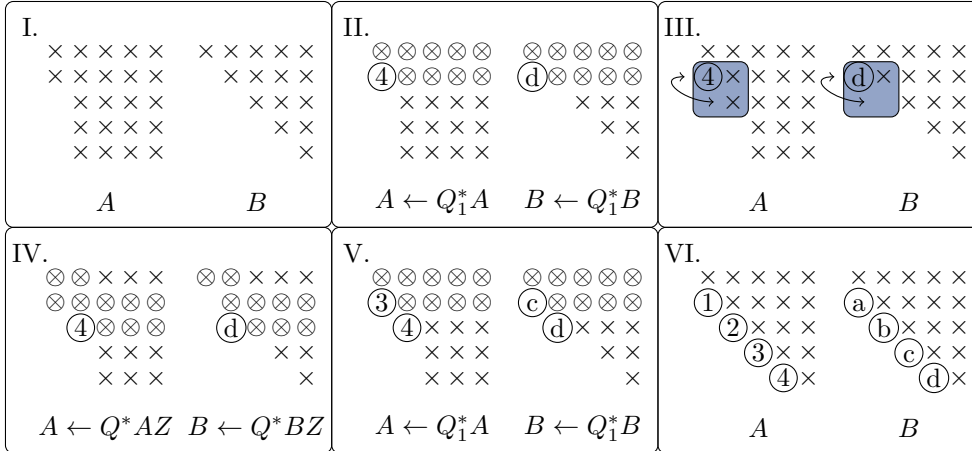 I.
× × × × × × × × × ×
× × × × × × × × ×
× × × × × × ×
× × × × × ×
× × × × ×
A B
II.
⊗ ⊗ ⊗ ⊗ ⊗ ⊗ ⊗ ⊗ ⊗ ⊗
④ ⊗ ⊗ ⊗ ⊗ ⓓ ⊗ ⊗ ⊗ ⊗
× × × × × × ×
× × × × × ×
× × × × ×
A ← Q₁*A B ← Q₁*B
III.
× × × × × × × × × ×
④ × × × × ⓓ × × × ×
× × × × × × ×
× × × × ×
× × × ×
A B
IV.
⊗ ⊗ × × × ⊗ ⊗ × × ×
⊗ ⊗ ⊗ ⊗ ⊗ ⊗ ⊗ ⊗ ⊗
④ ⊗ ⊗ ⊗ ⓓ ⊗ ⊗ ⊗
× × × × ×
× × × ×
A ← Q*AZ B ← Q*BZ
V.
⊗ ⊗ ⊗ ⊗ ⊗ ⊗ ⊗ ⊗ ⊗ ⊗
③ ⊗ ⊗ ⊗ ⊗ ⓒ ⊗ ⊗ ⊗ ⊗
④ × × × ⓓ × × ×
× × × × ×
× × × ×
A ← Q₁*A B ← Q₁*B
VI.
× × × × × × × × × ×
① × × × × ⓐ × × × ×
② × × × ⓑ × × ×
③ × × ⓒ × ×
④ × ⓓ ×
A B